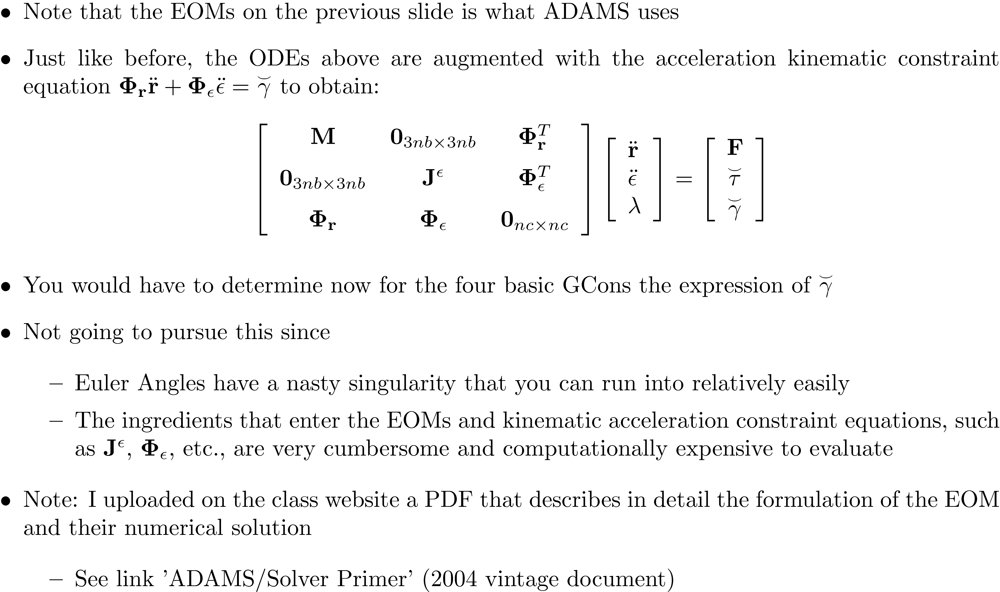 • Note that the EOMs on the previous slide is what ADAMS uses
• Just like before, the ODEs above are augmented with the acceleration kinematic constraint
equation $\mathbf{\Phi}_{\mathbf{r}}\ddot{\mathbf{r}} + \mathbf{\Phi}_{\epsilon}\ddot{\epsilon} = \breve{\gamma}$ to obtain:
$\begin{bmatrix} \mathbf{M} & \mathbf{0}_{3nb\times 3nb} & \mathbf{\Phi}_{\mathbf{r}}^{T} \\ \mathbf{0}_{3nb\times 3nb} & \mathbf{J}^{\epsilon} & \mathbf{\Phi}_{\epsilon}^{T} \\ \mathbf{\Phi}_{\mathbf{r}} & \mathbf{\Phi}_{\epsilon} & \mathbf{0}_{nc\times nc} \end{bmatrix} \begin{bmatrix} \ddot{\mathbf{r}} \\ \ddot{\epsilon} \\ \lambda \end{bmatrix} = \begin{bmatrix} \mathbf{F} \\ \breve{\tau} \\ \breve{\gamma} \end{bmatrix}$
• You would have to determine now for the four basic GCons the expression of $\breve{\gamma}$
• Not going to pursue this since
– Euler Angles have a nasty singularity that you can run into relatively easily
– The ingredients that enter the EOMs and kinematic acceleration constraint equations, such
as $\mathbf{J}^{\epsilon}$, $\mathbf{\Phi}_{\epsilon}$, etc., are very cumbersome and computationally expensive to evaluate
• Note: I uploaded on the class website a PDF that describes in detail the formulation of the EOM
and their numerical solution
– See link ’ADAMS/Solver Primer’ (2004 vintage document)